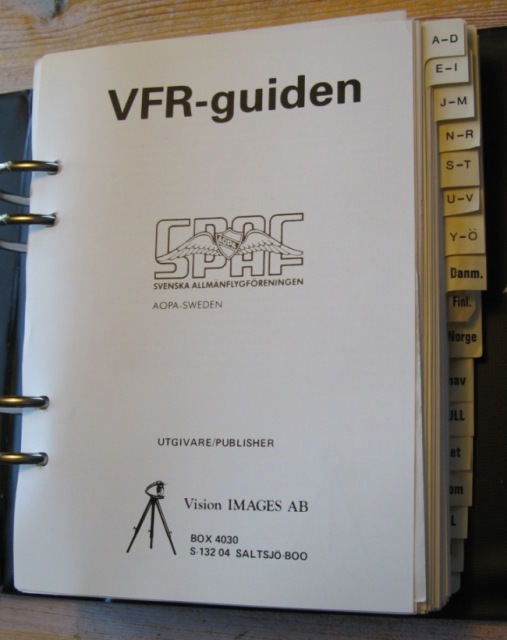 VFR-guiden
AOPA
SVENSKA ALLMÄNFLYGFÖRENINGEN
AOPA-SWEDEN
UTGIVARE/PUBLISHER
Vision IMAGES AB
BOX 4030
S-132 04 SALTSJÖ-BOO
A–D
E–I
J–M
N–R
S–T
U–V
Y–Ö
Danm.
Finl.
Norge